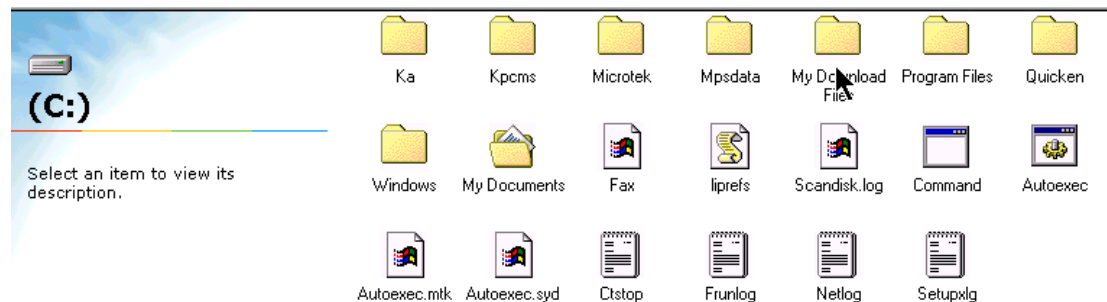 (C:)
Select an item to view its
description.
Ka Kpcms Microtek Mpsdata My Download Program Files Quicken
Files
Windows My Documents Fax liprefs Scandisk.log Command Autoexec
Autoexec.mtk Autoexec.syd Ctstop Frunlog Netlog Setupxlg